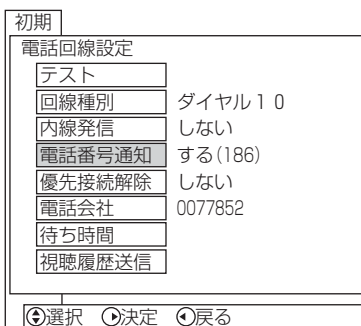 初期
電話回線設定
テスト
回線種別 ダイヤル１０
内線発信 しない
電話番号通知 する(186)
優先接続解除 しない
電話会社 0077852
待ち時間
視聴履歴送信
選択 決定 戻る